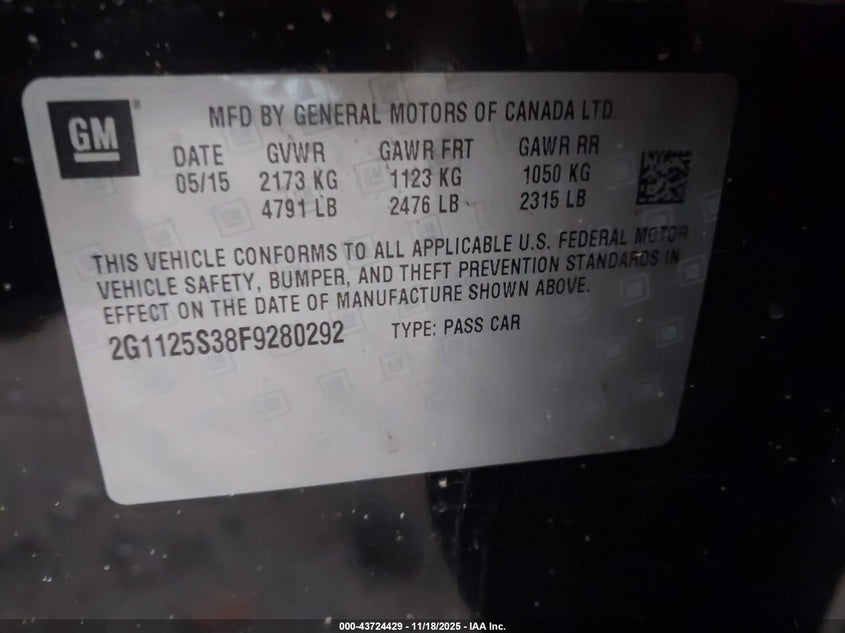 GM
MFD BY GENERAL MOTORS OF CANADA LTD.
DATE GVWR GAWR FRT GAWR RR
05/15 2173 KG 1123 KG 1050 KG
4791 LB 2476 LB 2315 LB
THIS VEHICLE CONFORMS TO ALL APPLICABLE U.S. FEDERAL MOTOR
VEHICLE SAFETY, BUMPER, AND THEFT PREVENTION STANDARDS IN
EFFECT ON THE DATE OF MANUFACTURE SHOWN ABOVE.
2G1125S38F9280292 TYPE: PASS CAR
000-43724429 - 11/18/2025 - IAA Inc.